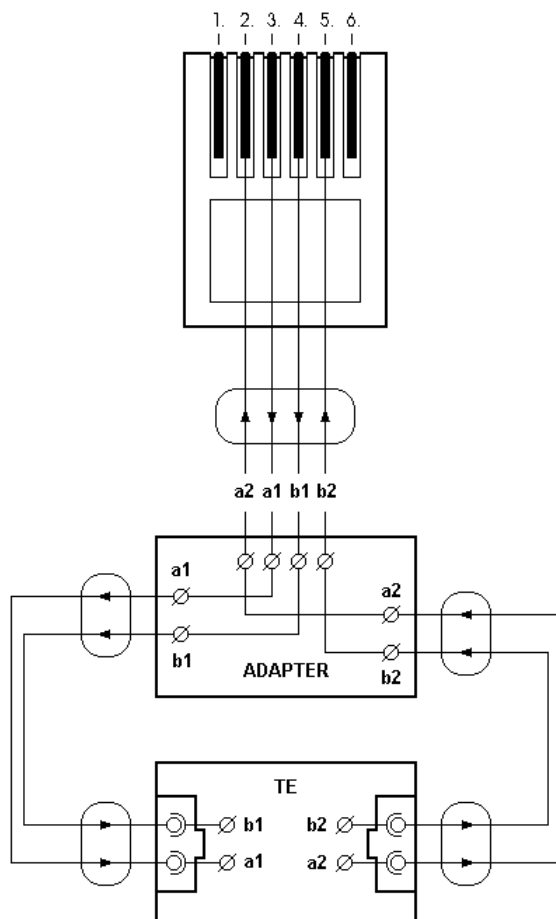 1. 2. 3. 4. 5. 6.
a2 a1 b1 b2
a1
a2
b1
b2
ADAPTER
TE
b1
b2
a1
a2